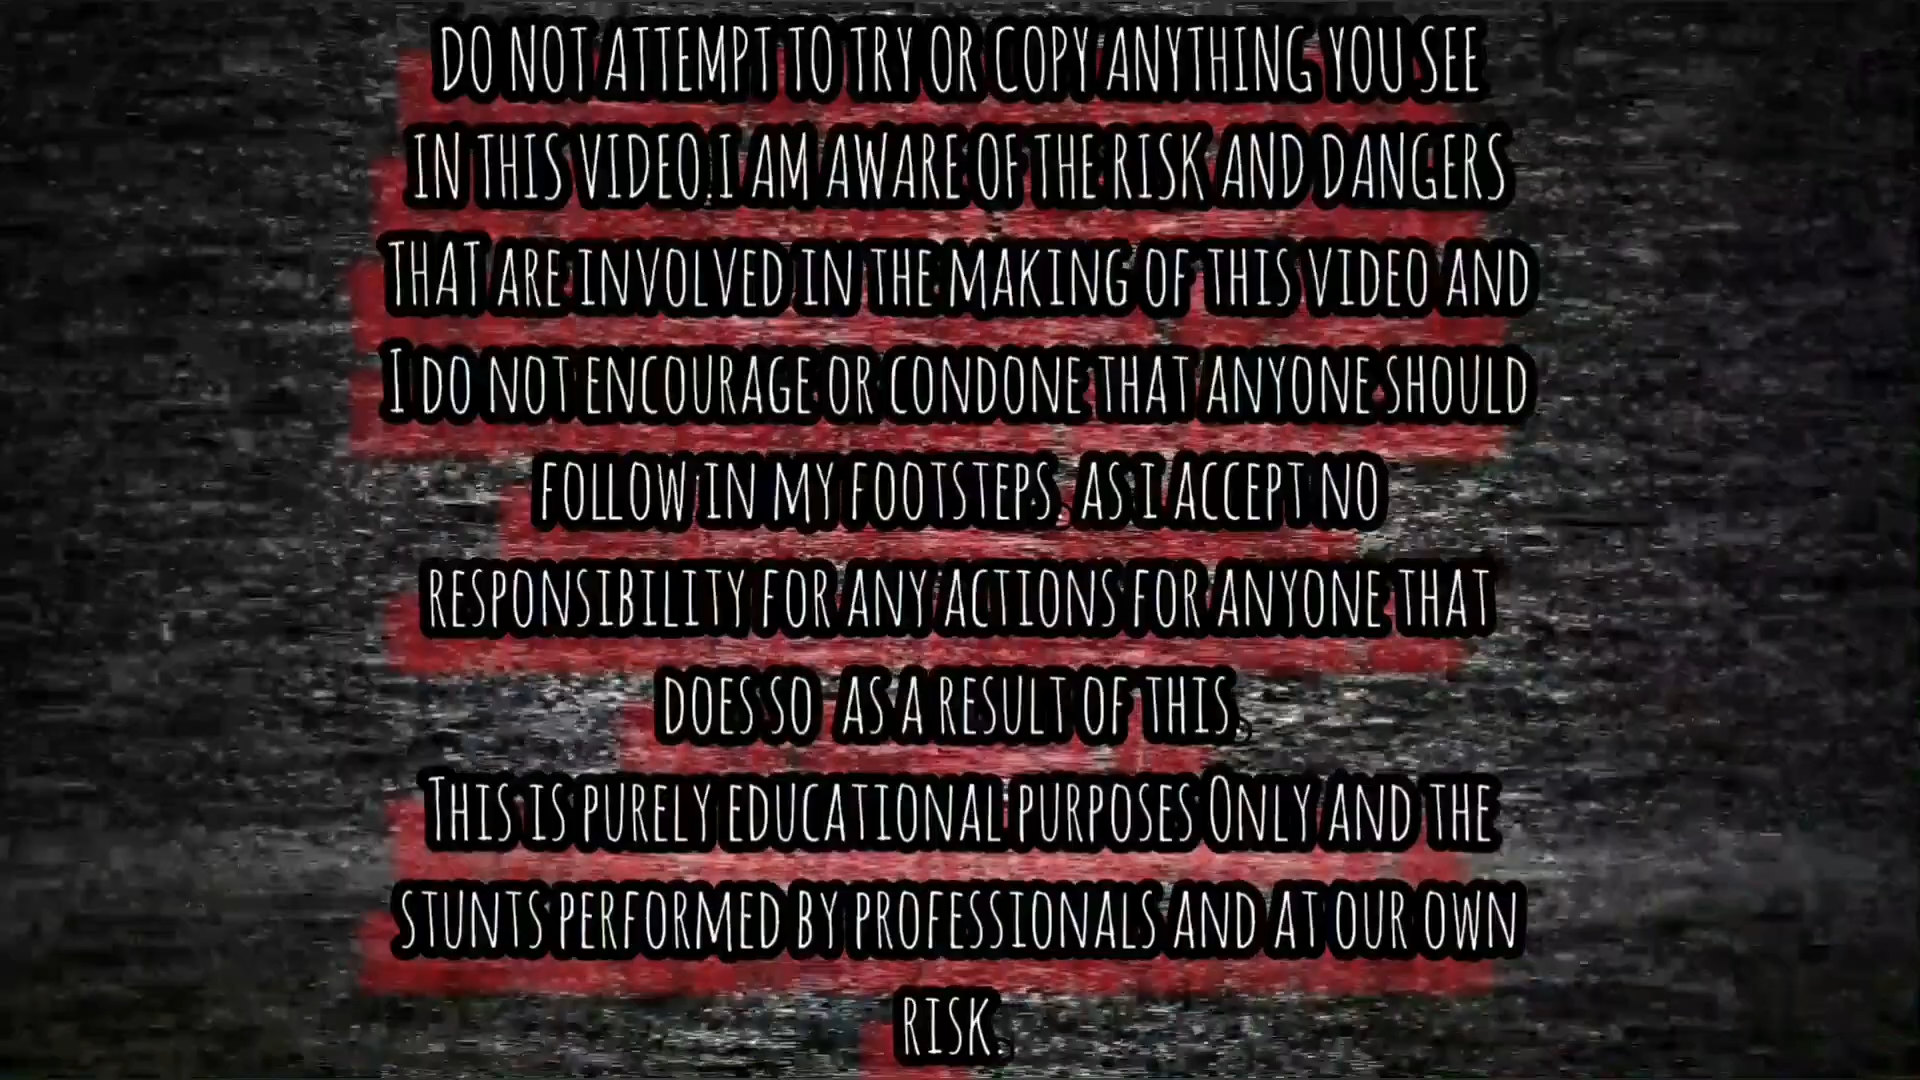 DO NOT ATTEMPT TO TRY OR COPY ANYTHING YOU SEE
IN THIS VIDEO, I AM AWARE OF THE RISK AND DANGERS
THAT ARE INVOLVED IN THE MAKING OF THIS VIDEO AND
I DO NOT ENCOURAGE OR CONDONE THAT ANYONE SHOULD
FOLLOW IN MY FOOTSTEPS, AS I ACCEPT NO
RESPONSIBILITY FOR ANY ACTIONS FOR ANYONE THAT
DOES SO AS A RESULT OF THIS.
THIS IS PURELY EDUCATIONAL PURPOSES ONLY AND THE
STUNTS PERFORMED BY PROFESSIONALS AND AT OUR OWN
RISK.